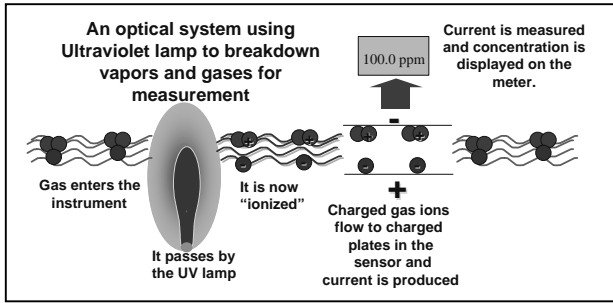 An optical system using
Ultraviolet lamp to breakdown
vapors and gases for
measurement
100.0 ppm
Current is measured
and concentration is
displayed on the
meter.
-
+
+
+
+
-
-
-
-
+
Gas enters the
instrument
It passes by
the UV lamp
It is now
“ionized”
Charged gas ions
flow to charged
plates in the
sensor and
current is produced